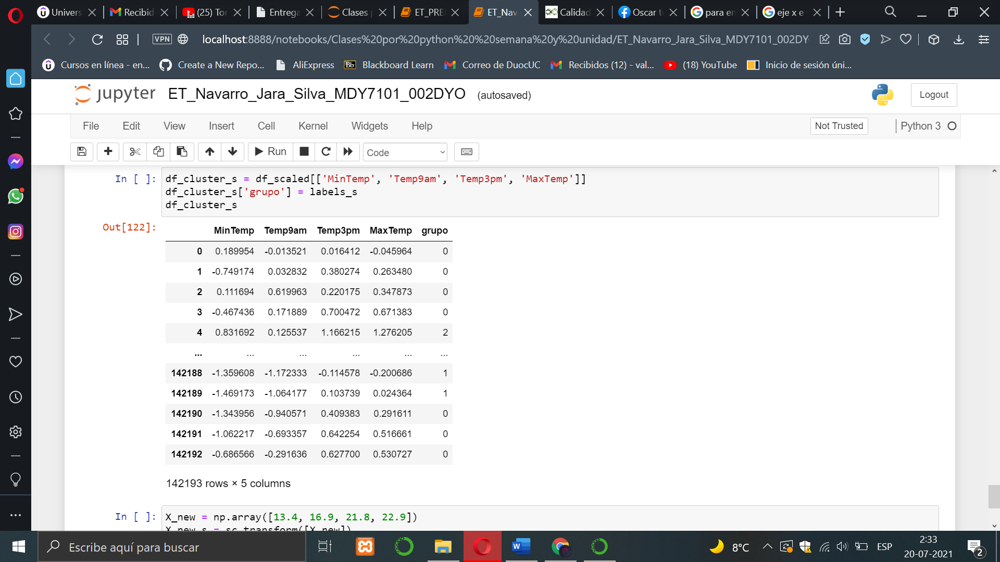 Univers
Recibid
(25) Tor
Entrega
Clases p
ET_PREI
ET_Nav
Calidad
Oscar t
para en
eje x e
VPN
localhost:8888/notebooks/Clases%20por%20python%20%20semana%20y%20unidad/ET_Navarro_Jara_Silva_MDY7101_002DY
Cursos en línea - en...
Create a New Repo...
AliExpress
Bb Blackboard Learn
Correo de DuocUC
Recibidos (12) - val...
(18) YouTube
Inicio de sesión úni...
jupyter ET_Navarro_Jara_Silva_MDY7101_002DYO (autosaved)
Logout
File Edit View Insert Cell Kernel Widgets Help
Not Trusted
Python 3
Run
Code
In [ ]: df_cluster_s = df_scaled[['MinTemp', 'Temp9am', 'Temp3pm', 'MaxTemp']]
df_cluster_s['grupo'] = labels_s
df_cluster_s
Out[122]:
MinTemp Temp9am Temp3pm MaxTemp grupo
0 0.189954 -0.013521 0.016412 -0.045964 0
1 -0.749174 0.032832 0.380274 0.263480 0
2 0.111694 0.619963 0.220175 0.347873 0
3 -0.467436 0.171889 0.700472 0.671383 0
4 0.831692 0.125537 1.166215 1.276205 2
... ... ... ... ... ...
142188 -1.359608 -1.172333 -0.114578 -0.200686 1
142189 -1.469173 -1.064177 0.103739 0.024364 1
142190 -1.343956 -0.940571 0.409383 0.291611 0
142191 -1.062217 -0.693357 0.642254 0.516661 0
142192 -0.686566 -0.291636 0.627700 0.530727 0
142193 rows × 5 columns
In [ ]: X_new = np.array([13.4, 16.9, 21.8, 22.9])
X_new_s = sc.transform([X_new])
Escribe aquí para buscar
8°C
ESP
2:33
20-07-2021
2